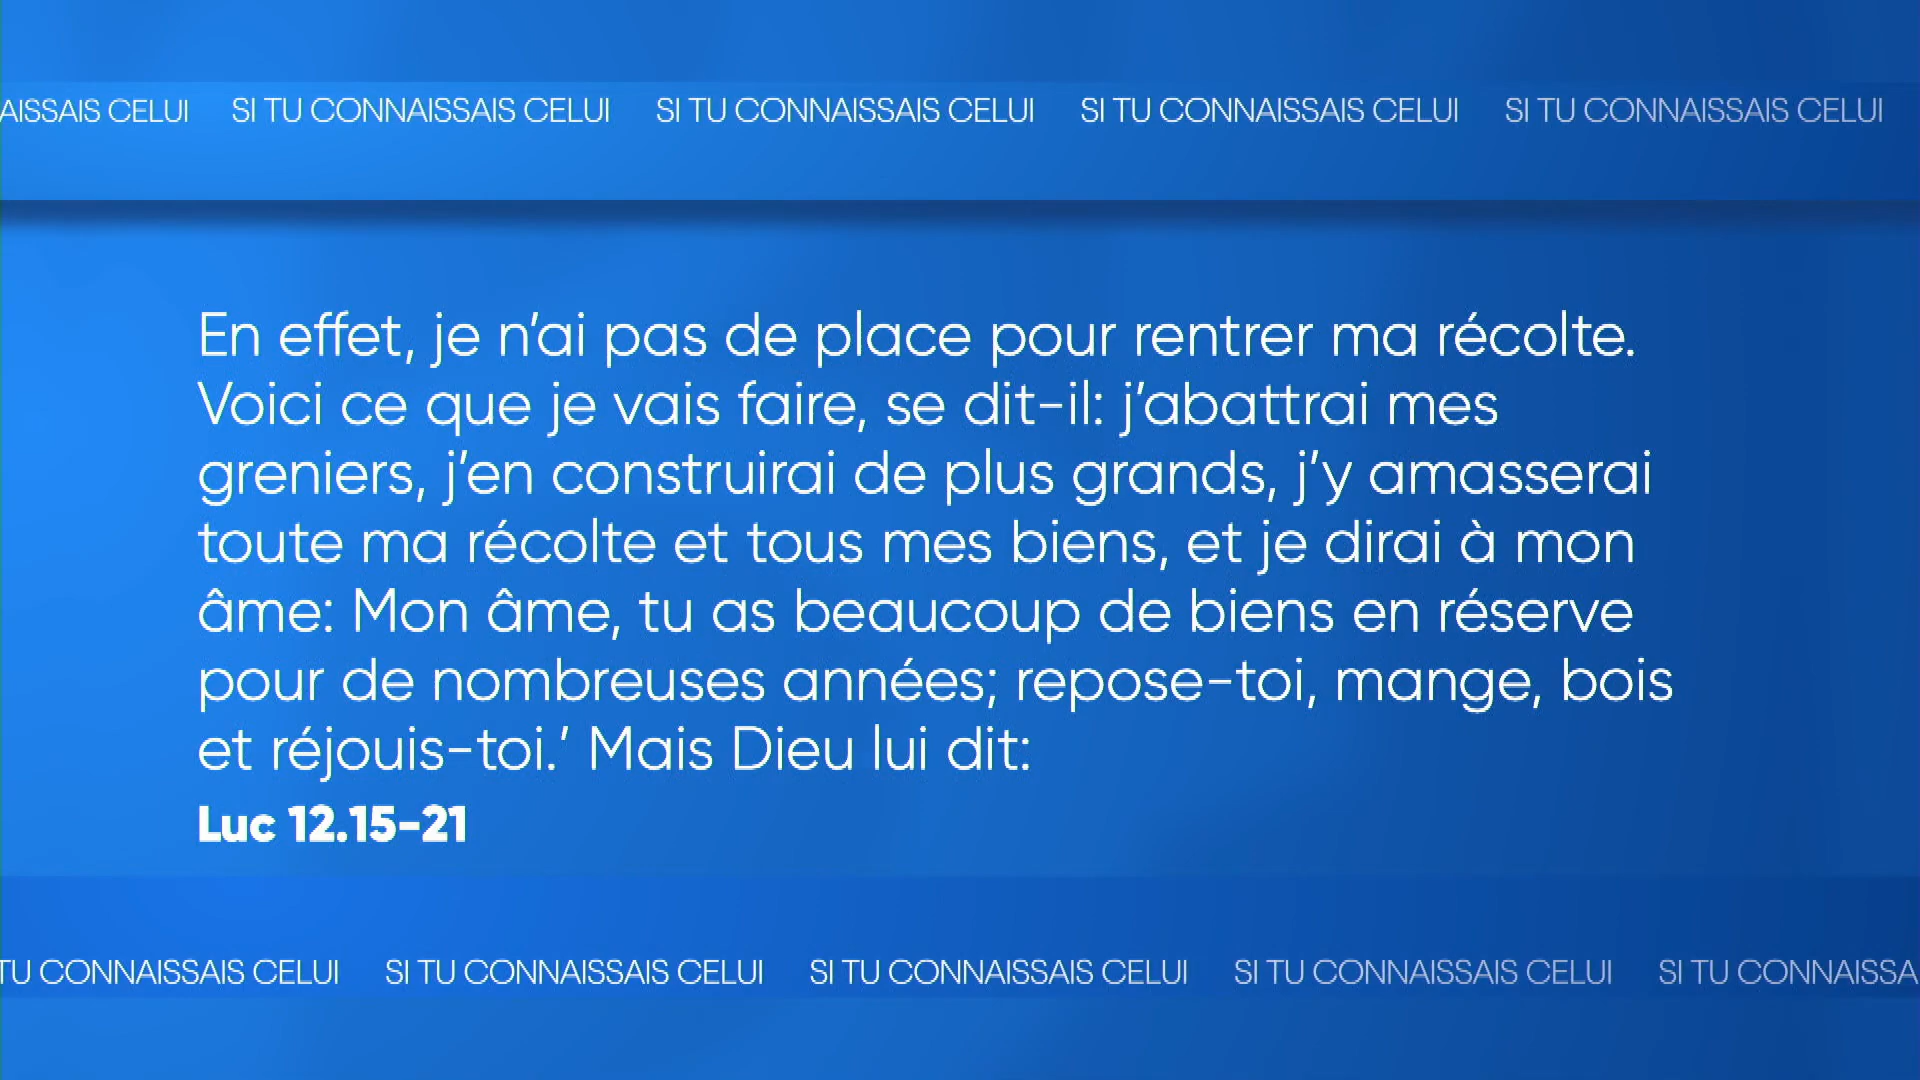 AISSAIS CELUI SI TU CONNAISSAIS CELUI SI TU CONNAISSAIS CELUI SI TU CONNAISSAIS CELUI SI TU CONNAISSAIS CELUI
En effet, je n’ai pas de place pour rentrer ma récolte.
Voici ce que je vais faire, se dit-il: j’abattrai mes
greniers, j’en construirai de plus grands, j’y amasserai
toute ma récolte et tous mes biens, et je dirai à mon
âme: Mon âme, tu as beaucoup de biens en réserve
pour de nombreuses années; repose-toi, mange, bois
et réjouis-toi.’ Mais Dieu lui dit:
Luc 12.15-21
TU CONNAISSAIS CELUI SI TU CONNAISSAIS CELUI SI TU CONNAISSAIS CELUI SI TU CONNAISSAIS CELUI SI TU CONNAISSA